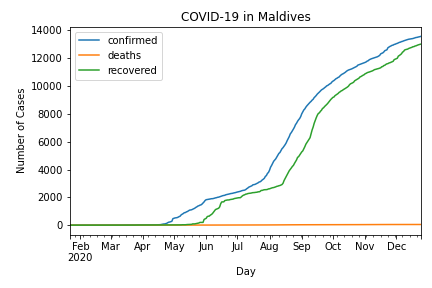 COVID-19 in Maldives
confirmed
deaths
recovered
Number of Cases
14000
12000
10000
8000
6000
4000
2000
0
Feb Mar Apr May Jun Jul Aug Sep Oct Nov Dec
2020
Day